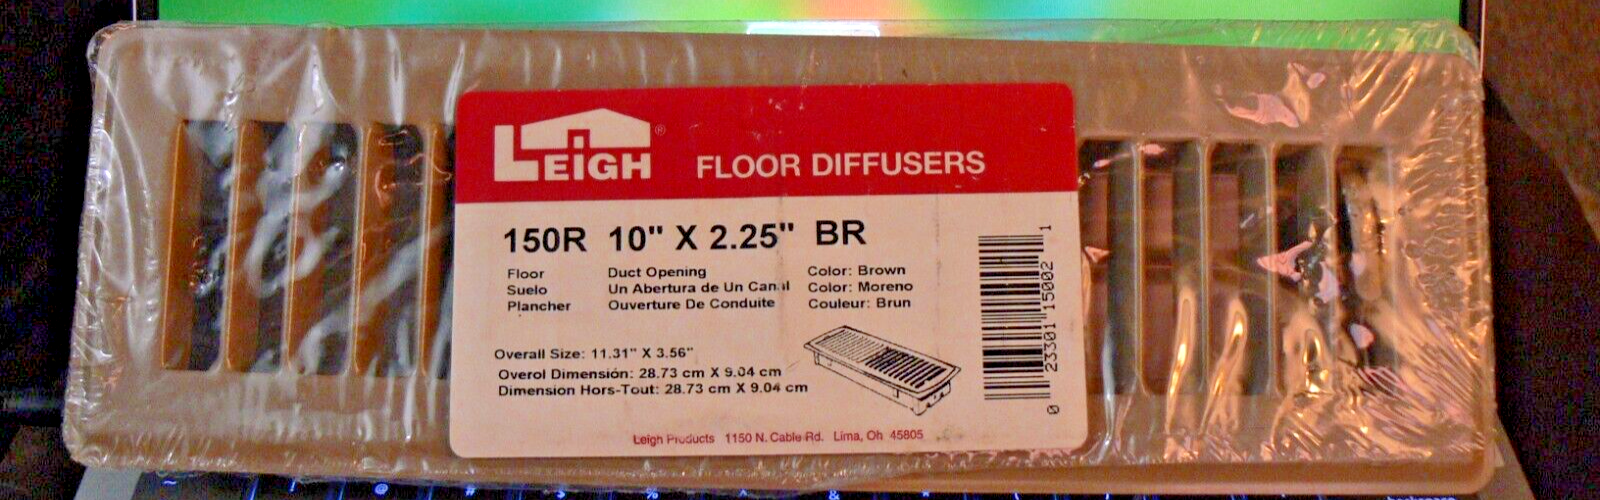 LEIGH®
FLOOR DIFFUSERS
150R 10" X 2.25" BR
Floor Duct Opening Color: Brown
Suelo Un Abertura de Un Canal Color: Moreno
Plancher Ouverture De Conduite Couleur: Brun
Overall Size: 11.31" X 3.56"
Overol Dimensión: 28.73 cm X 9.04 cm
Dimension Hors-Tout: 28.73 cm X 9.04 cm
Leigh Products 1150 N. Cable Rd. Lima, Oh 45805
0 23301 15002 1
@ # $ % ^ & *